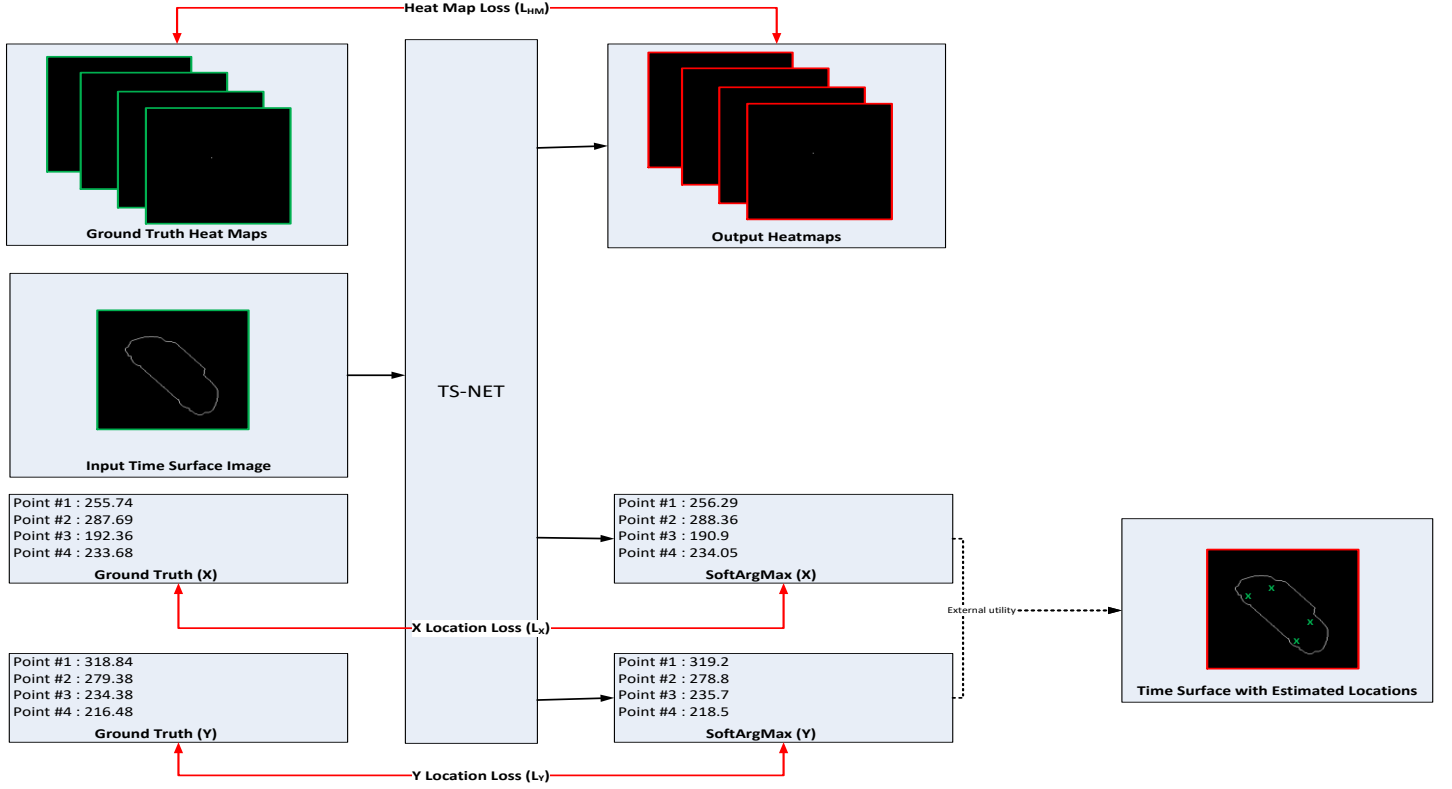 Heat Map Loss (LHM)
Ground Truth Heat Maps
Output Heatmaps
Input Time Surface Image
TS-NET
Point #1 : 255.74
Point #2 : 287.69
Point #3 : 192.36
Point #4 : 233.68
Ground Truth (X)
Point #1 : 256.29
Point #2 : 288.36
Point #3 : 190.9
Point #4 : 234.05
SoftArgMax (X)
X Location Loss (LX)
Point #1 : 318.84
Point #2 : 279.38
Point #3 : 234.38
Point #4 : 216.48
Ground Truth (Y)
Point #1 : 319.2
Point #2 : 278.8
Point #3 : 235.7
Point #4 : 218.5
SoftArgMax (Y)
Y Location Loss (LY)
External utility
x
x
x
x
Time Surface with Estimated Locations